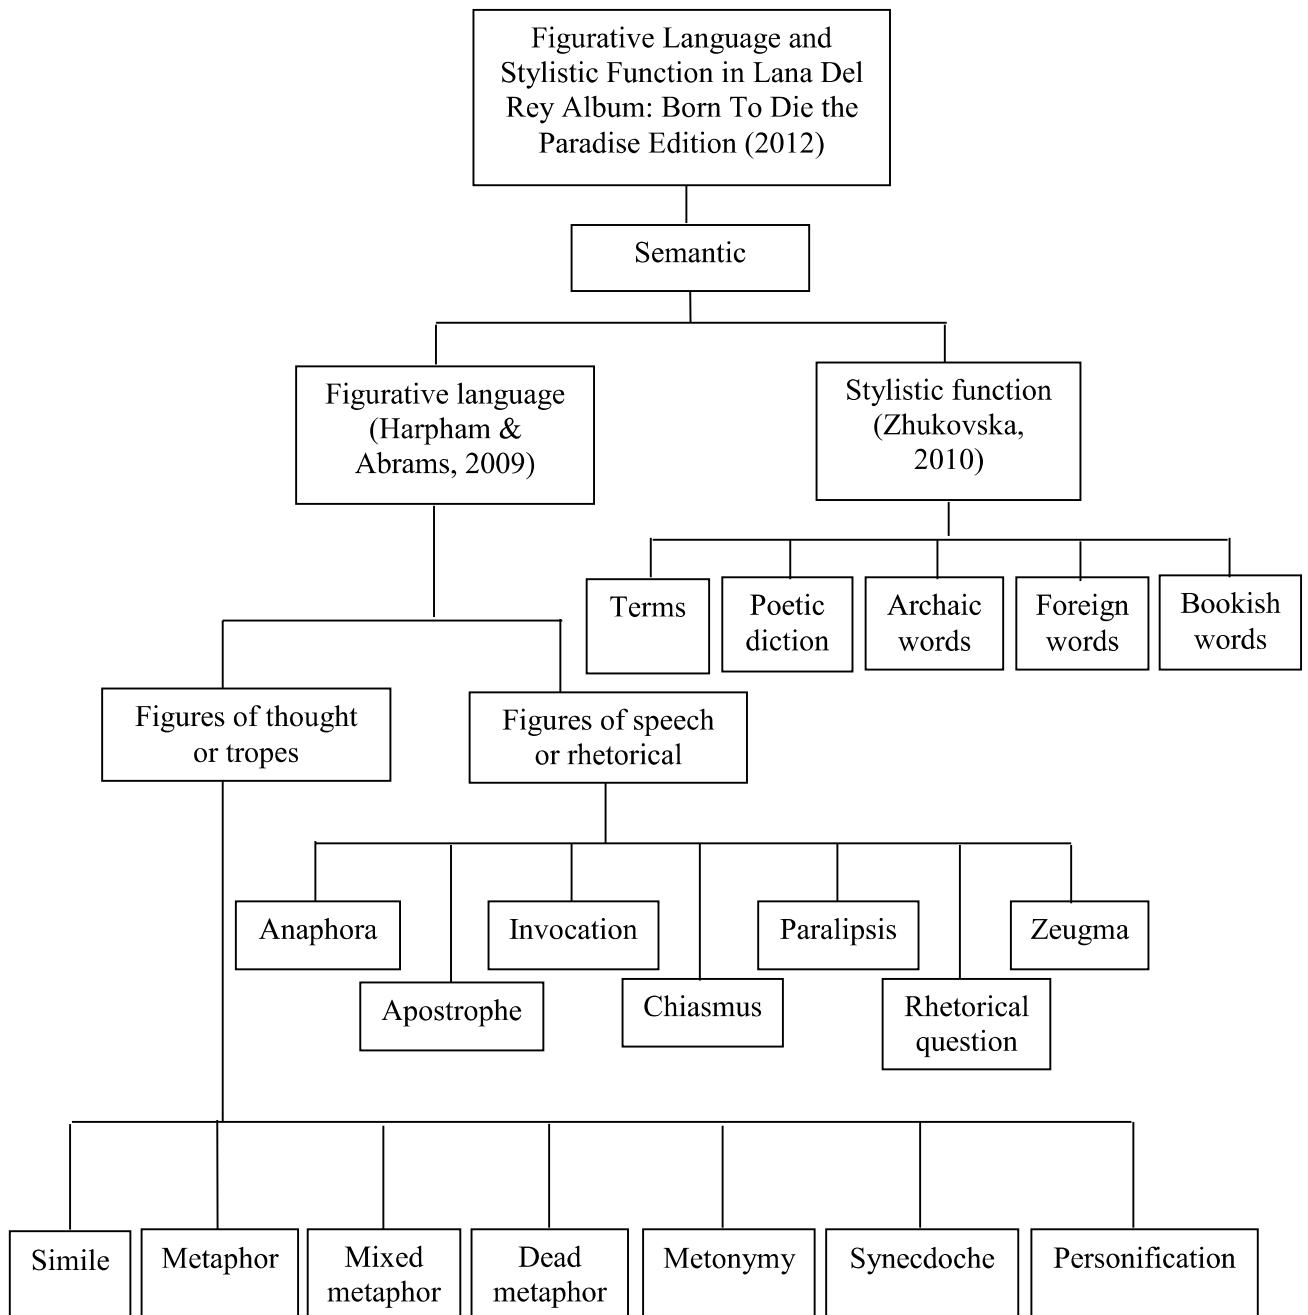 Figurative Language and
Stylistic Function in Lana Del
Rey Album: Born To Die the
Paradise Edition (2012)
Semantic
Figurative language
(Harpham &
Abrams, 2009)
Stylistic function
(Zhukovska,
2010)
Terms
Poetic
diction
Archaic
words
Foreign
words
Bookish
words
Figures of thought
or tropes
Figures of speech
or rhetorical
Anaphora
Invocation
Paralipsis
Zeugma
Apostrophe
Chiasmus
Rhetorical
question
Simile
Metaphor
Mixed
metaphor
Dead
metaphor
Metonymy
Synecdoche
Personification